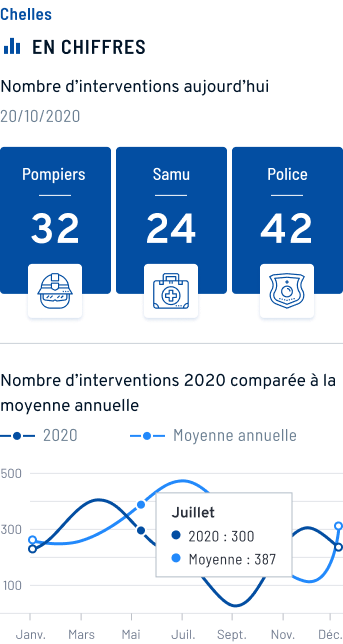 Chelles
EN CHIFFRES
Nombre d'interventions aujourd'hui
20/10/2020
Pompiers
32
Samu
24
Police
42
Nombre d'interventions 2020 comparée à la
moyenne annuelle
2020
Moyenne annuelle
500
300
100
Juillet
2020 : 300
Moyenne : 387
Janv. Mars Mai Juil. Sept. Nov. Déc.